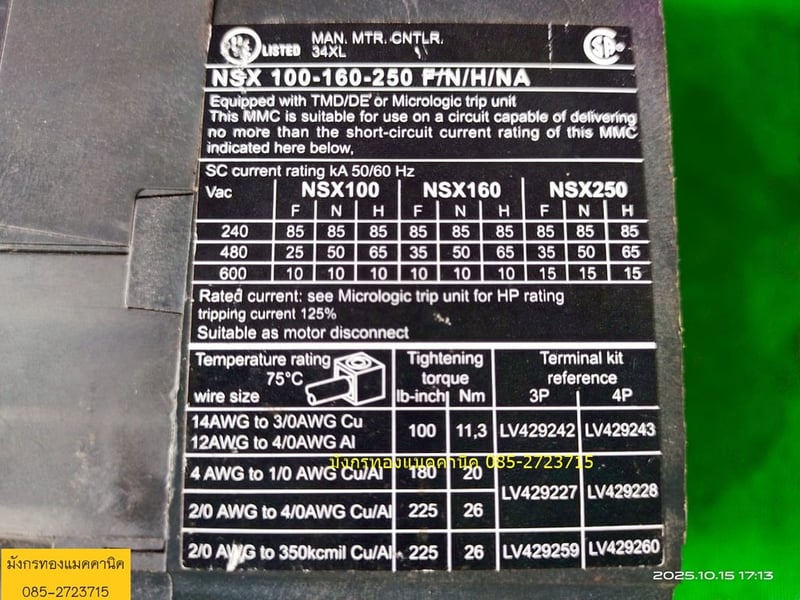 UL LISTED MAN. MTR. CNTLR.
34XL
NSX 100-160-250 F/N/H/NA
Equipped with TMD/DE or Micrologic trip unit
This MMC is suitable for use on a circuit capable of delivering
no more than the short-circuit current rating of this MMC
indicated here below,
SC current rating kA 50/60 Hz
Vac NSX100 NSX160 NSX250
F N H F N H F N H
240 85 85 85 85 85 85 85 85 85
480 25 50 65 35 50 65 35 50 65
600 10 10 10 10 10 10 15 15 15
Rated current: see Micrologic trip unit for HP rating
tripping current 125%
Suitable as motor disconnect
Temperature rating Tightening Terminal kit
75°C torque reference
wire size lb-inch Nm 3P 4P
14AWG to 3/0AWG Cu
12AWG to 4/0AWG Al 100 11,3 LV429242 LV429243
มังกรทองแมคคานิค 085-2723715
4 AWG to 1/0 AWG Cu/Al 180 20
LV429227 LV429228
2/0 AWG to 4/0AWG Cu/Al 225 26
2/0 AWG to 350kcmil Cu/Al 225 26 LV429259 LV429260
มังกรทองแมคคานิค
085-2723715
2025.10.15 17:13